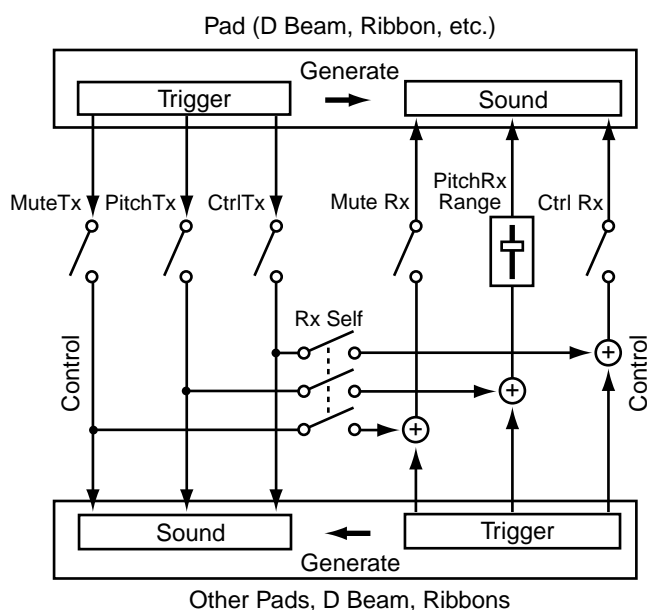 Pad (D Beam, Ribbon, etc.)
Generate
Trigger
Sound
MuteTx
PitchTx
CtrlTx
Mute Rx
PitchRx
Range
Ctrl Rx
Rx Self
Control
Control
+
+
+
Sound
Trigger
Generate
Other Pads, D Beam, Ribbons